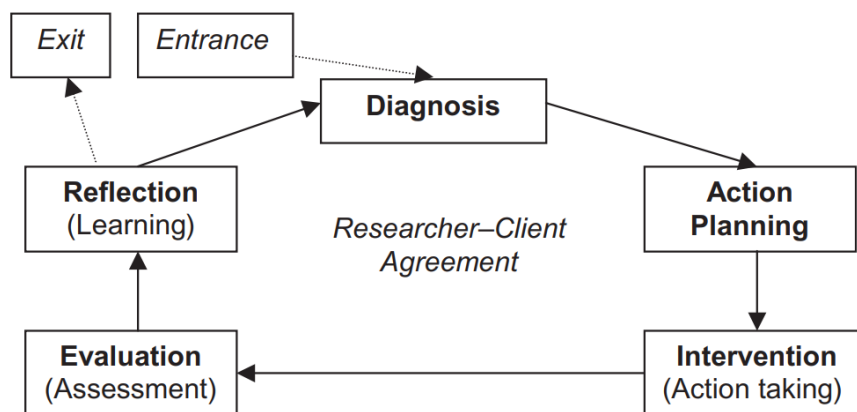 Exit
Entrance
Diagnosis
Reflection
(Learning)
Action
Planning
Researcher–Client
Agreement
Evaluation
(Assessment)
Intervention
(Action taking)